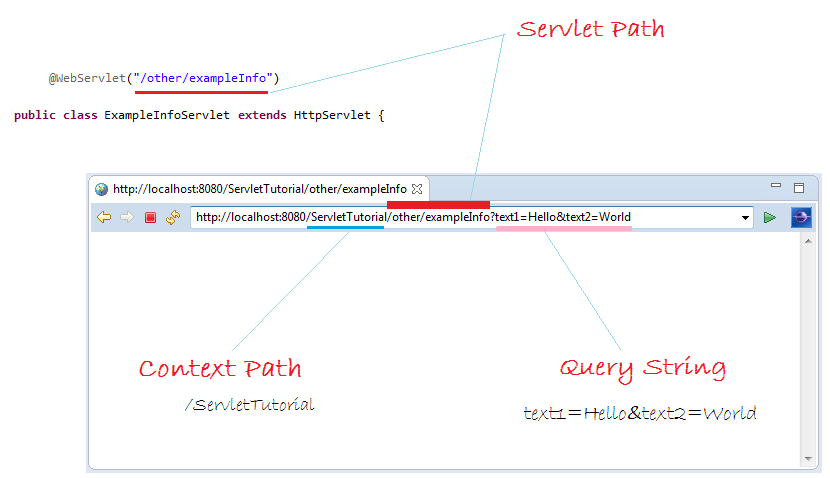 Servlet Path
@WebServlet("/other/exampleInfo")
public class ExampleInfoServlet extends HttpServlet {
http://localhost:8080/ServletTutorial/other/exampleInfo
http://localhost:8080/ServletTutorial/other/exampleInfo?text1=Hello&text2=World
Context Path
Query String
/ServletTutorial
text1=Hello&text2=World